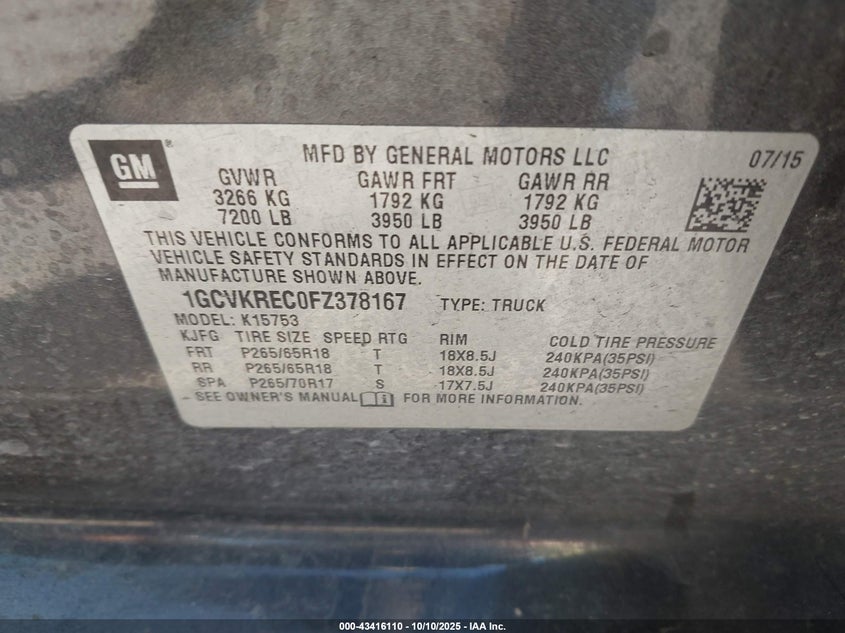 GM®
MFD BY GENERAL MOTORS LLC 07/15
GVWR GAWR FRT GAWR RR
3266 KG 1792 KG 1792 KG
7200 LB 3950 LB 3950 LB
THIS VEHICLE CONFORMS TO ALL APPLICABLE U.S. FEDERAL MOTOR
VEHICLE SAFETY STANDARDS IN EFFECT ON THE DATE OF
MANUFACTURE SHOWN ABOVE.
1GCVKREC0FZ378167 TYPE: TRUCK
MODEL: K15753
KJFG TIRE SIZE SPEED RTG RIM COLD TIRE PRESSURE
FRT P265/65R18 T 18X8.5J 240KPA(35PSI)
RR P265/65R18 T 18X8.5J 240KPA(35PSI)
SPA P265/70R17 S 17X7.5J 240KPA(35PSI)
SEE OWNER'S MANUAL i FOR MORE INFORMATION.
000-43416110 - 10/10/2025 - IAA Inc.